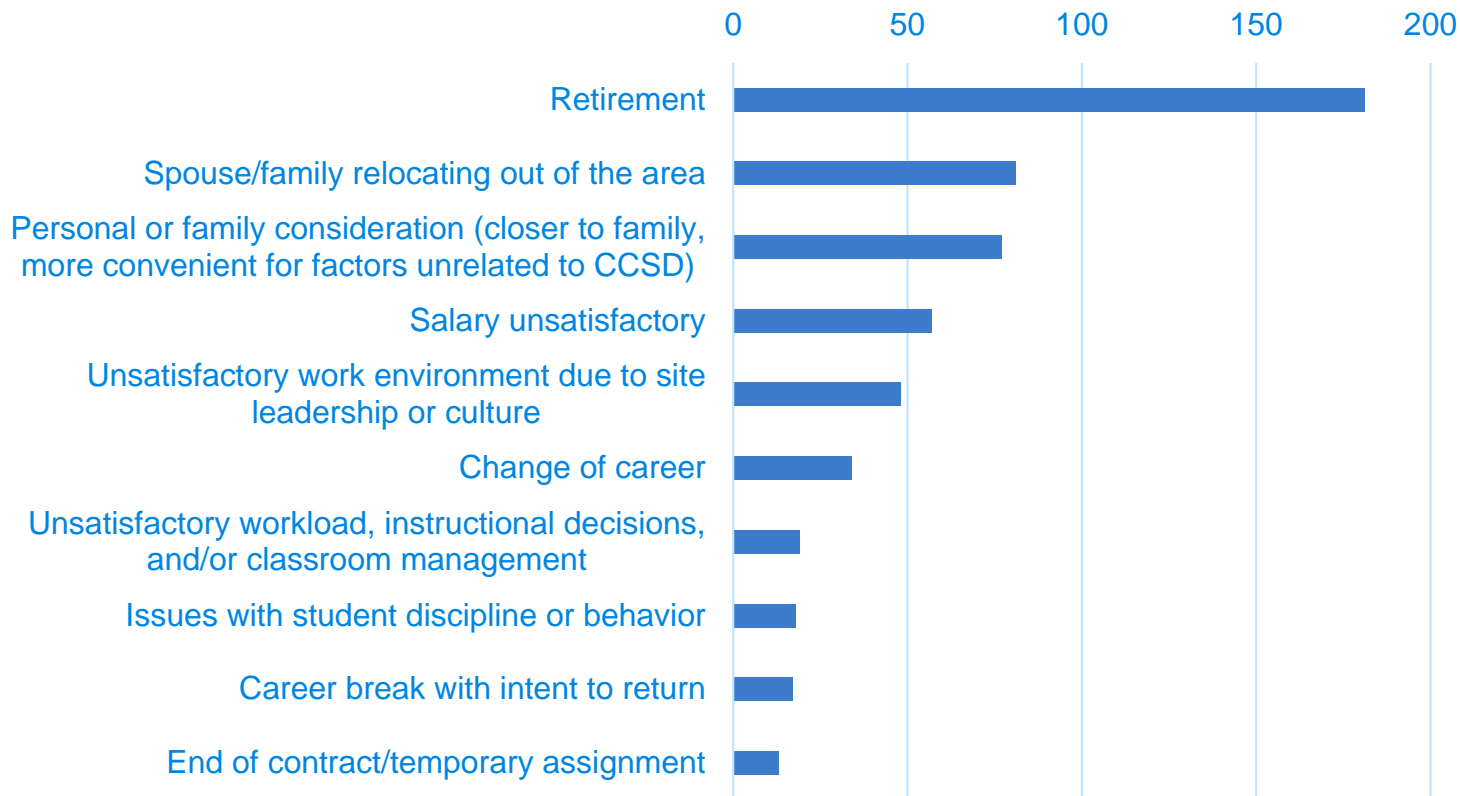 0 50 100 150 200
Retirement
Spouse/family relocating out of the area
Personal or family consideration (closer to family,
more convenient for factors unrelated to CCSD)
Salary unsatisfactory
Unsatisfactory work environment due to site
leadership or culture
Change of career
Unsatisfactory workload, instructional decisions,
and/or classroom management
Issues with student discipline or behavior
Career break with intent to return
End of contract/temporary assignment